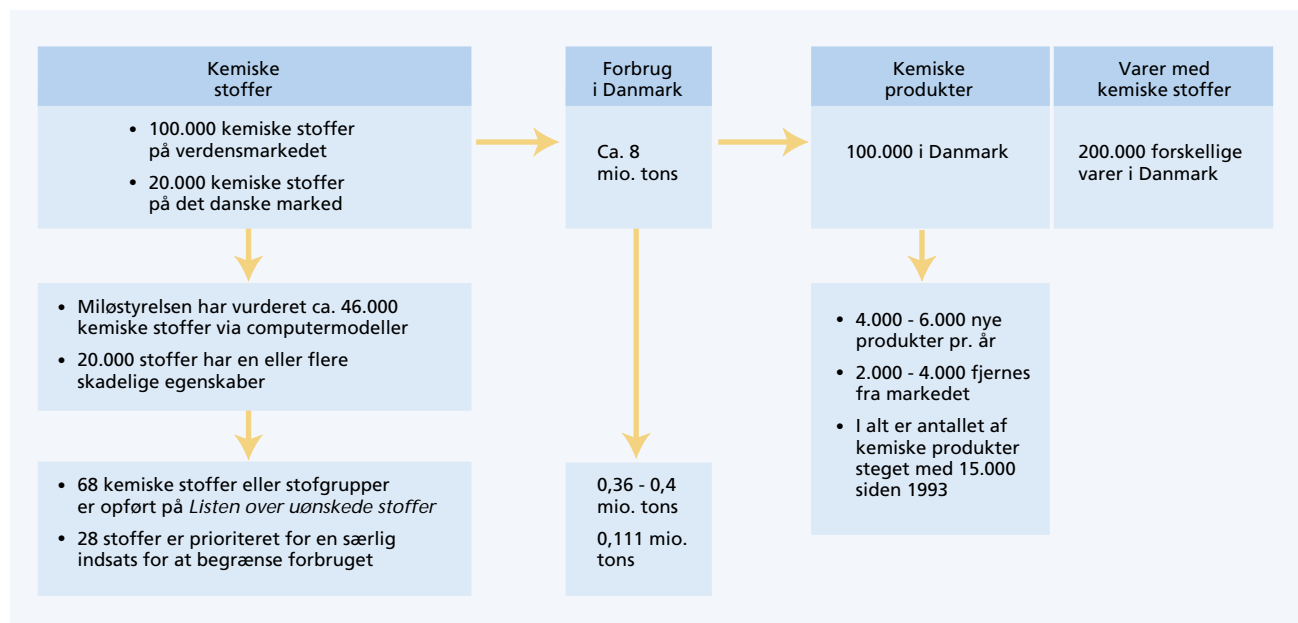 Kemiske
stoffer
• 100.000 kemiske stoffer
på verdensmarkedet
• 20.000 kemiske stoffer
på det danske marked
Forbrug
i Danmark
Ca. 8
mio. tons
Kemiske
produkter
100.000 i Danmark
Varer med
kemiske stoffer
200.000 forskellige
varer i Danmark
• Miløstyrelsen har vurderet ca. 46.000
kemiske stoffer via computermodeller
• 20.000 stoffer har en eller flere
skadelige egenskaber
• 4.000 - 6.000 nye
produkter pr. år
• 2.000 - 4.000 fjernes
fra markedet
• I alt er antallet af
kemiske produkter
steget med 15.000
siden 1993
• 68 kemiske stoffer eller stofgrupper
er opført på Listen over uønskede stoffer
• 28 stoffer er prioriteret for en særlig
indsats for at begrænse forbruget
0,36 - 0,4
mio. tons
0,111 mio.
tons